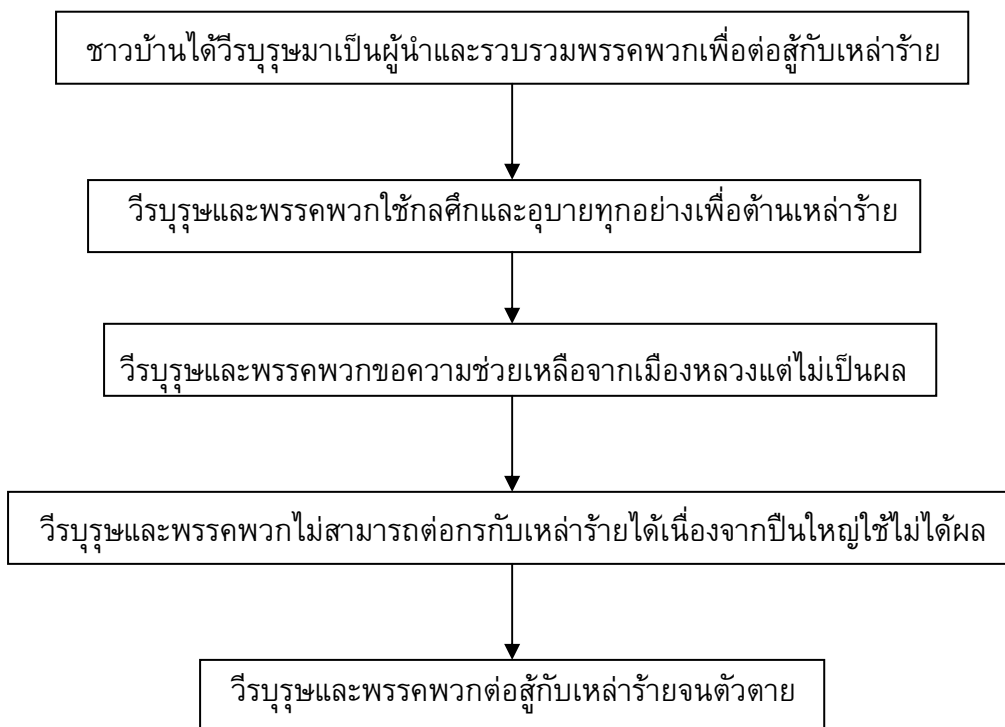 ชาวบ้านได้วีรบุรุษมาเป็นผู้นำและรวบรวมพรรคพวกเพื่อต่อสู้กับเหล่าร้าย
วีรบุรุษและพรรคพวกใช้กลศึกและอุบายทุกอย่างเพื่อต้านเหล่าร้าย
วีรบุรุษและพรรคพวกขอความช่วยเหลือจากเมืองหลวงแต่ไม่เป็นผล
วีรบุรุษและพรรคพวกไม่สามารถต่อกรกับเหล่าร้ายได้เนื่องจากปืนใหญ่ใช้ไม่ได้ผล
วีรบุรุษและพรรคพวกต่อสู้กับเหล่าร้ายจนตัวตาย